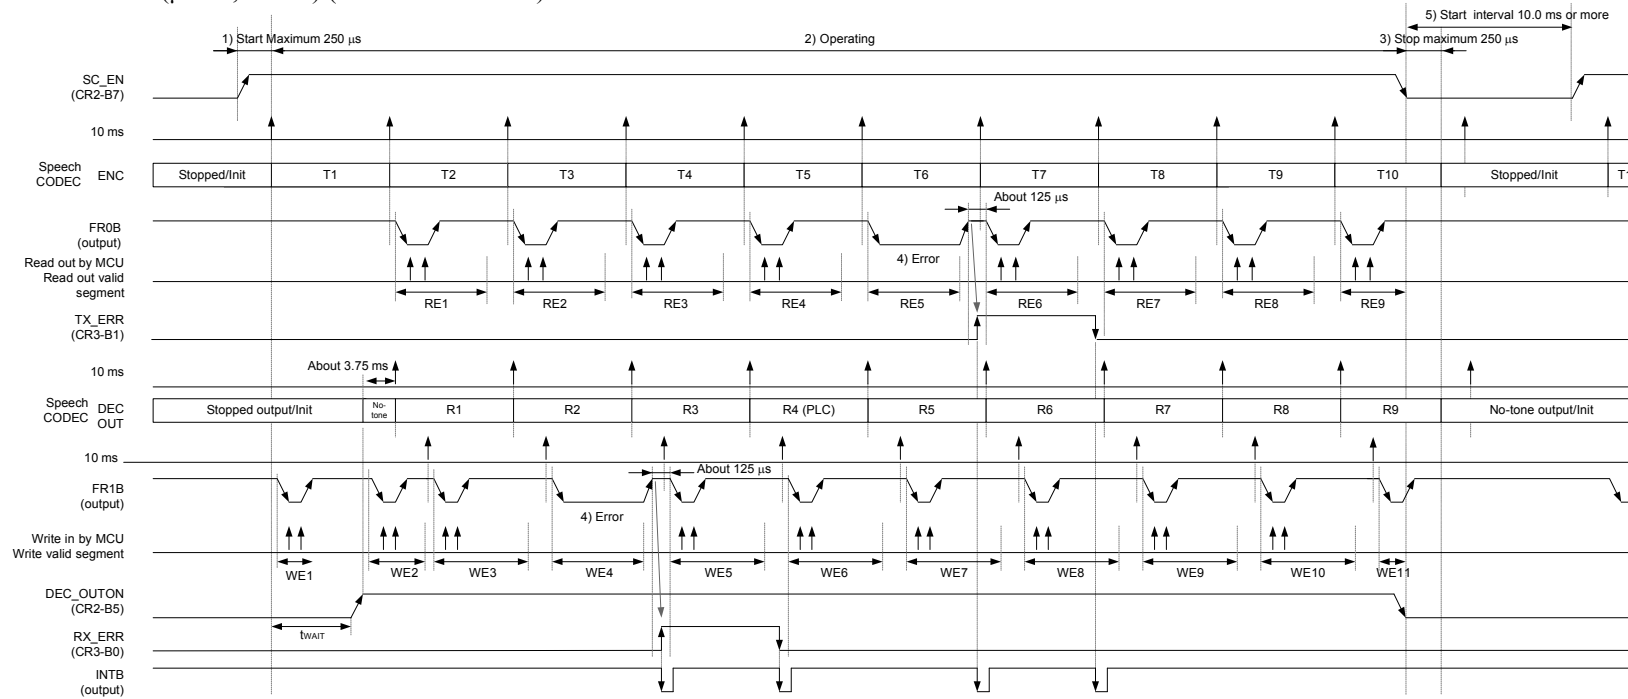 5) Start interval 10.0 ms or more
1) Start Maximum 250 μs
2) Operating
3) Stop maximum 250 μs
SC_EN
(CR2-B7)
10 ms
Speech
CODEC
ENC
Stopped/Init
T1
T2
T3
T4
T5
T6
T7
T8
T9
T10
Stopped/Init
About 125 μs
FR0B
(output)
4) Error
Read out by MCU
Read out valid
segment
RE1
RE2
RE3
RE4
RE5
RE6
RE7
RE8
RE9
TX_ERR
(CR3-B1)
About 3.75 ms
10 ms
Speech
CODEC
DEC
OUT
Stopped output/Init
No-
tone
R1
R2
R3
R4 (PLC)
R5
R6
R7
R8
R9
No-tone output/Init
10 ms
About 125 μs
FR1B
(output)
4) Error
Write in by MCU
Write valid segment
WE1
WE2
WE3
WE4
WE5
WE6
WE7
WE8
WE9
WE10
WE11
DEC_OUTON
(CR2-B5)
tWAIT
RX_ERR
(CR3-B0)
INTB
(output)